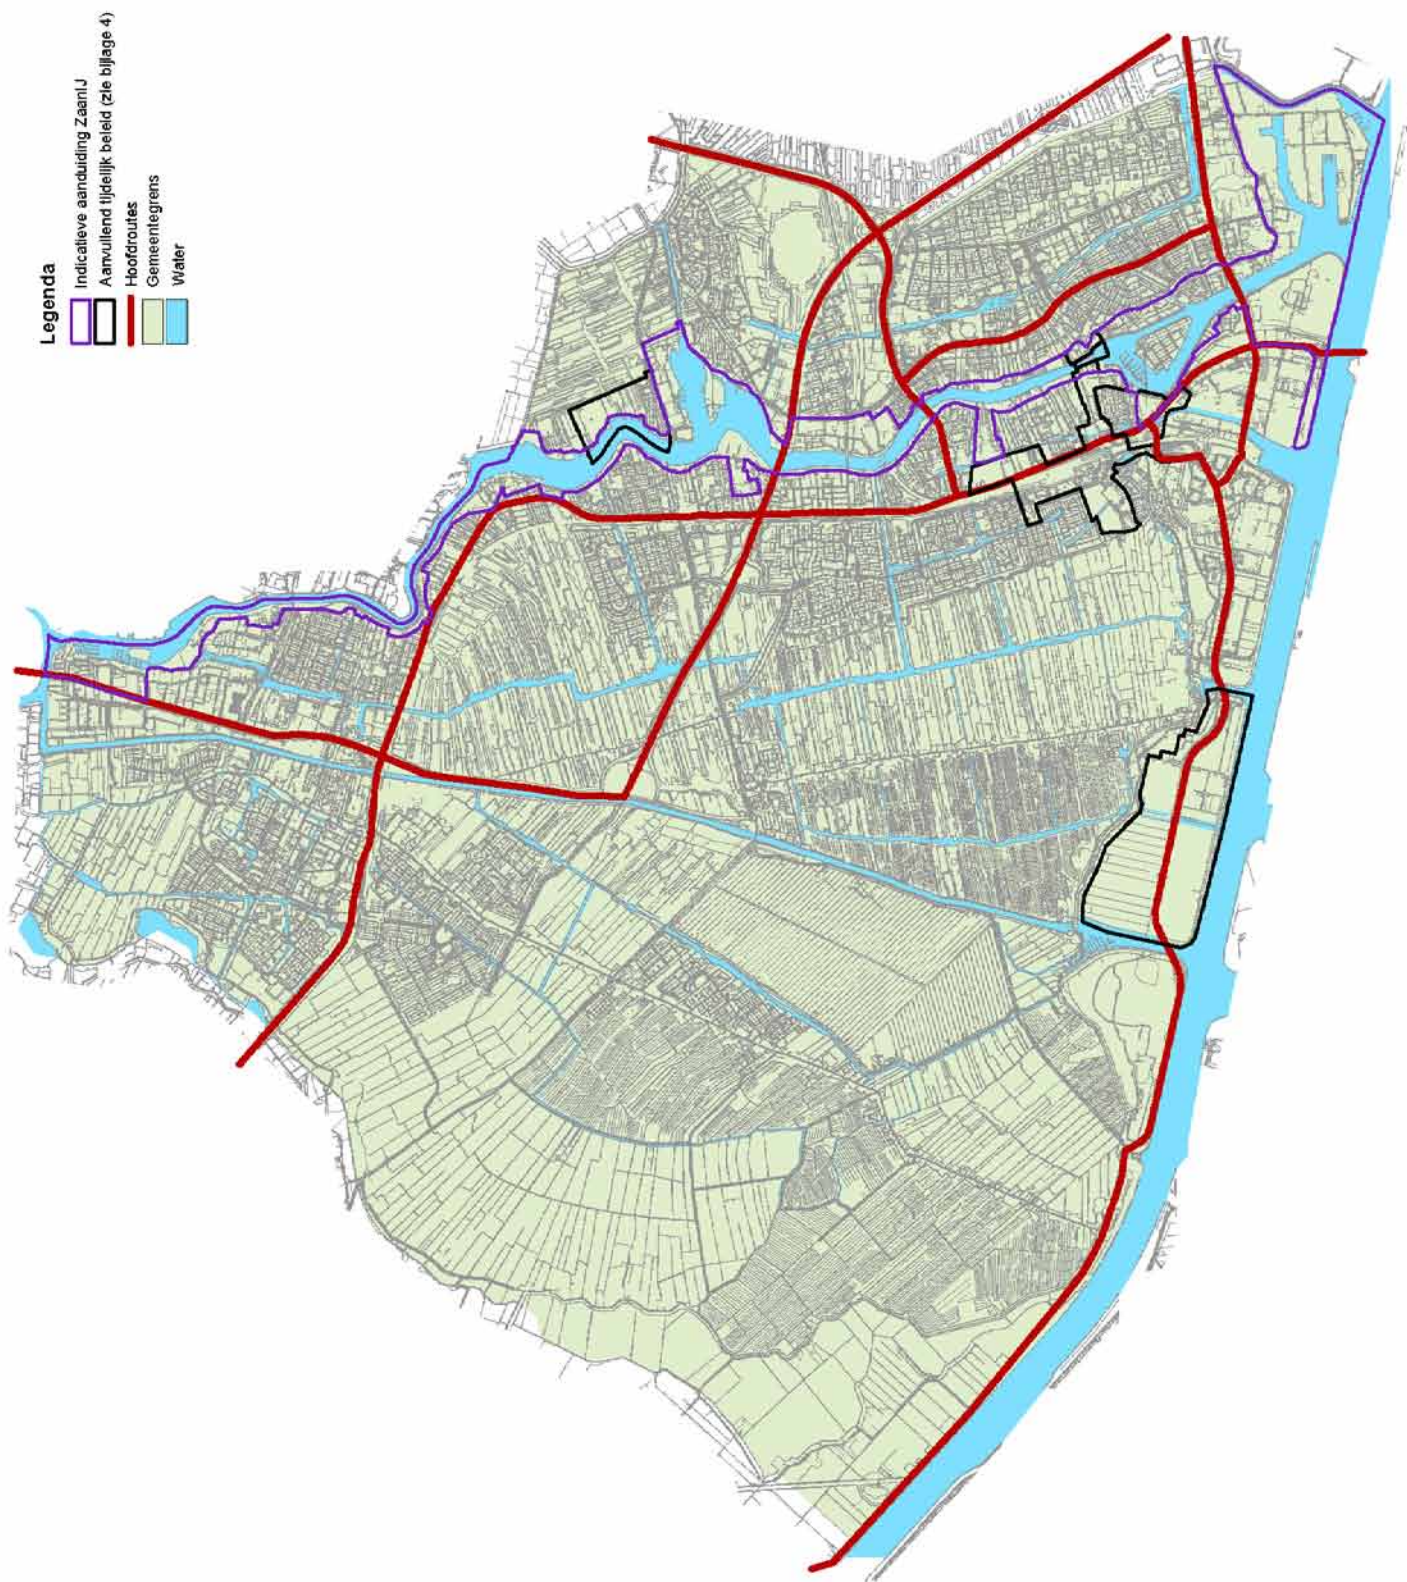 Legenda
Indicatieve aanduiding ZaanIJ
Aanvullend tijdelijk beleid (zie bijlage 4)
Hoofdroutes
Gemeentegrens
Water